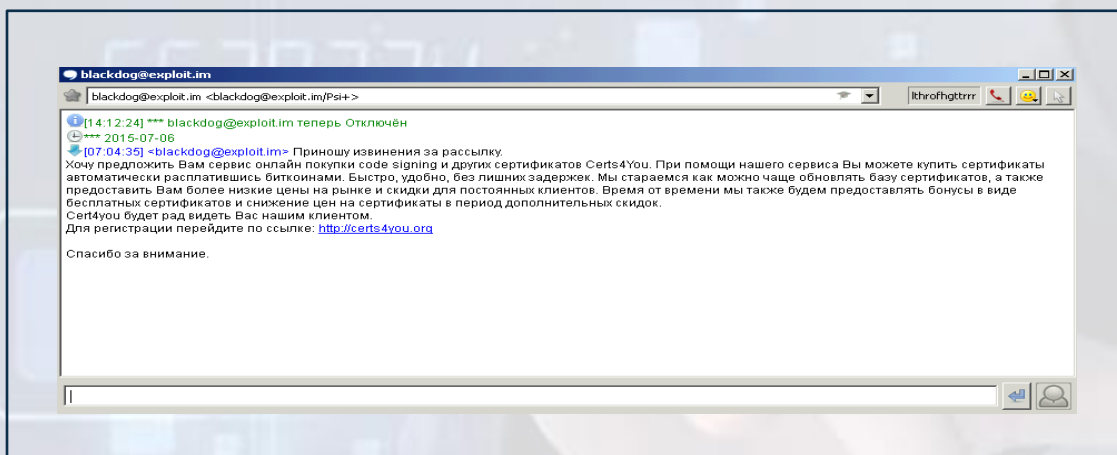 blackdog@exploit.im
blackdog@exploit.im <blackdog@exploit.im/Psi+>
lthrofhgttrrr
[14:12:24] *** blackdog@exploit.im теперь Отключён
*** 2015-07-06
[07:04:35] <blackdog@exploit.im> Приношу извинения за рассылку.
Хочу предложить Вам сервис онлайн покупки code signing и других сертификатов Certs4You. При помощи нашего сервиса Вы можете купить сертификаты
автоматически расплатившись биткоинами. Быстро, удобно, без лишних задержек. Мы стараемся как можно чаще обновлять базу сертификатов, а также
предоставить Вам более низкие цены на рынке и скидки для постоянных клиентов. Время от времени мы также будем предоставлять бонусы в виде
бесплатных сертификатов и снижение цен на сертификаты в период дополнительных скидок.
Cert4you будет рад видеть Вас нашим клиентом.
Для регистрации перейдите по ссылке: http://certs4you.org
Спасибо за внимание.